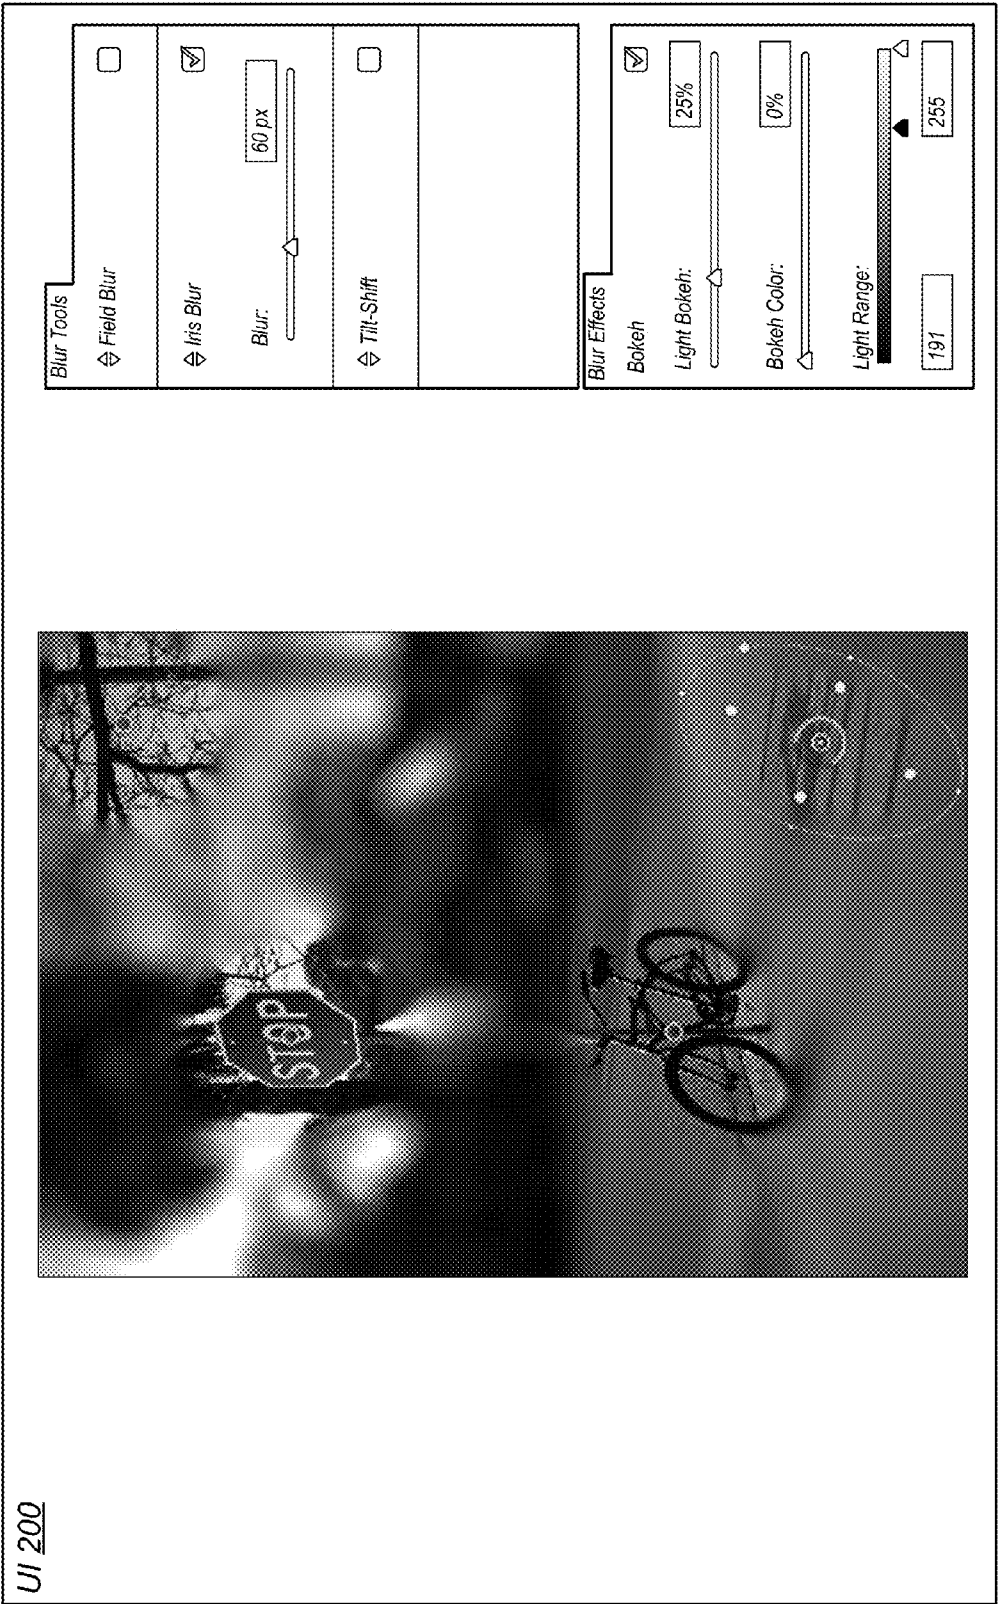 UI 200
STOP
Blur Tools
Field Blur
Iris Blur
Blur: 60 px
Tilt-Shift
Blur Effects
Bokeh
Light Bokeh: 25%
Bokeh Color: 0%
Light Range:
191 255